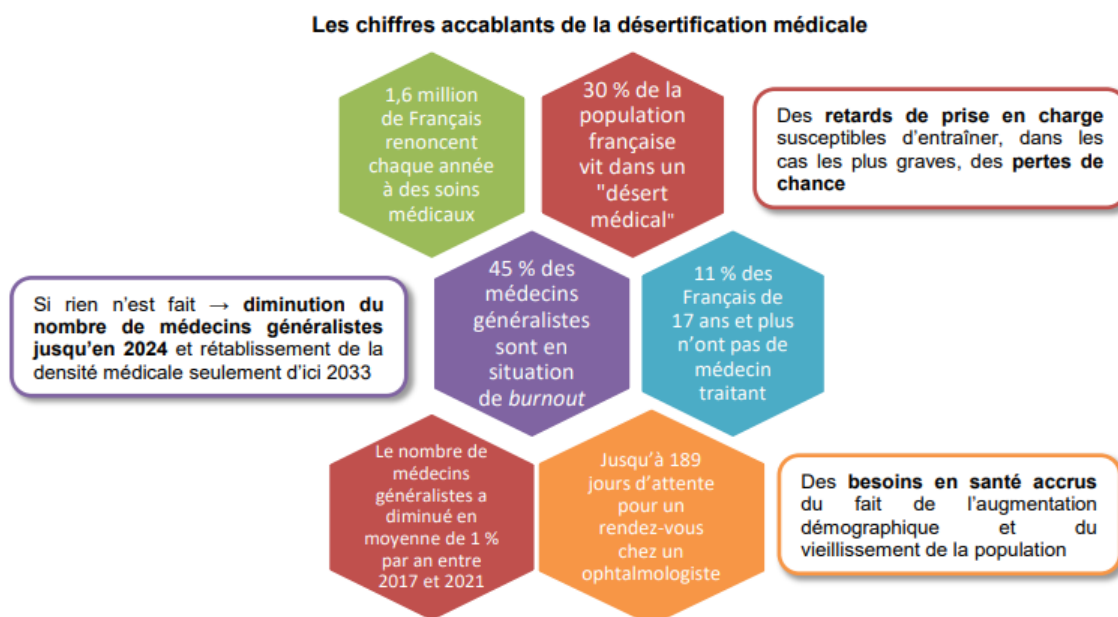 Les chiffres accablants de la désertification médicale
1,6 million
de Français
renoncent
chaque année
à des soins
médicaux
30 % de la
population
française
vit dans un
"désert
médical"
Des retards de prise en charge
susceptibles d'entraîner, dans les
cas les plus graves, des pertes de
chance
Si rien n'est fait → diminution du
nombre de médecins généralistes
jusqu'en 2024 et rétablissement de la
densité médicale seulement d'ici 2033
45 % des
médecins
généralistes
sont en
situation
de burnout
11 % des
Français de
17 ans et plus
n'ont pas de
médecin
traitant
Le nombre de
médecins
généralistes a
diminué en
moyenne de 1 %
par an entre
2017 et 2021
Jusqu'à 189
jours d'attente
pour un
rendez-vous
chez un
ophtalmologiste
Des besoins en santé accrus
du fait de l'augmentation
démographique et du
vieillissement de la population